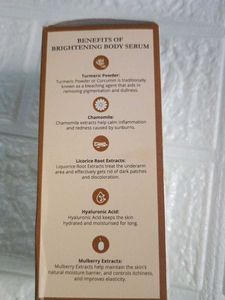 BENEFITS OF
BRIGHTENING BODY SERUM
Turmeric Powder:
Turmeric Powder or Curcumin is traditionally
known as a bleaching agent that aids in
removing pigmentation and dullness.
Chamomile:
Chamomile extracts help calm inflammation
and redness caused by sunburns.
Licorice Root Extracts:
Liquorice Root Extracts treat the underarm
area and effectively gets rid of dark patches
and discoloration.
Hyaluronic Acid:
Hyaluronic Acid keeps the skin
hydrated and moisturised for long.
Mulberry Extracts:
Mulberry Extracts help maintain the skin's
natural moisture barrier, and controls itchiness,
and improves elasticity.